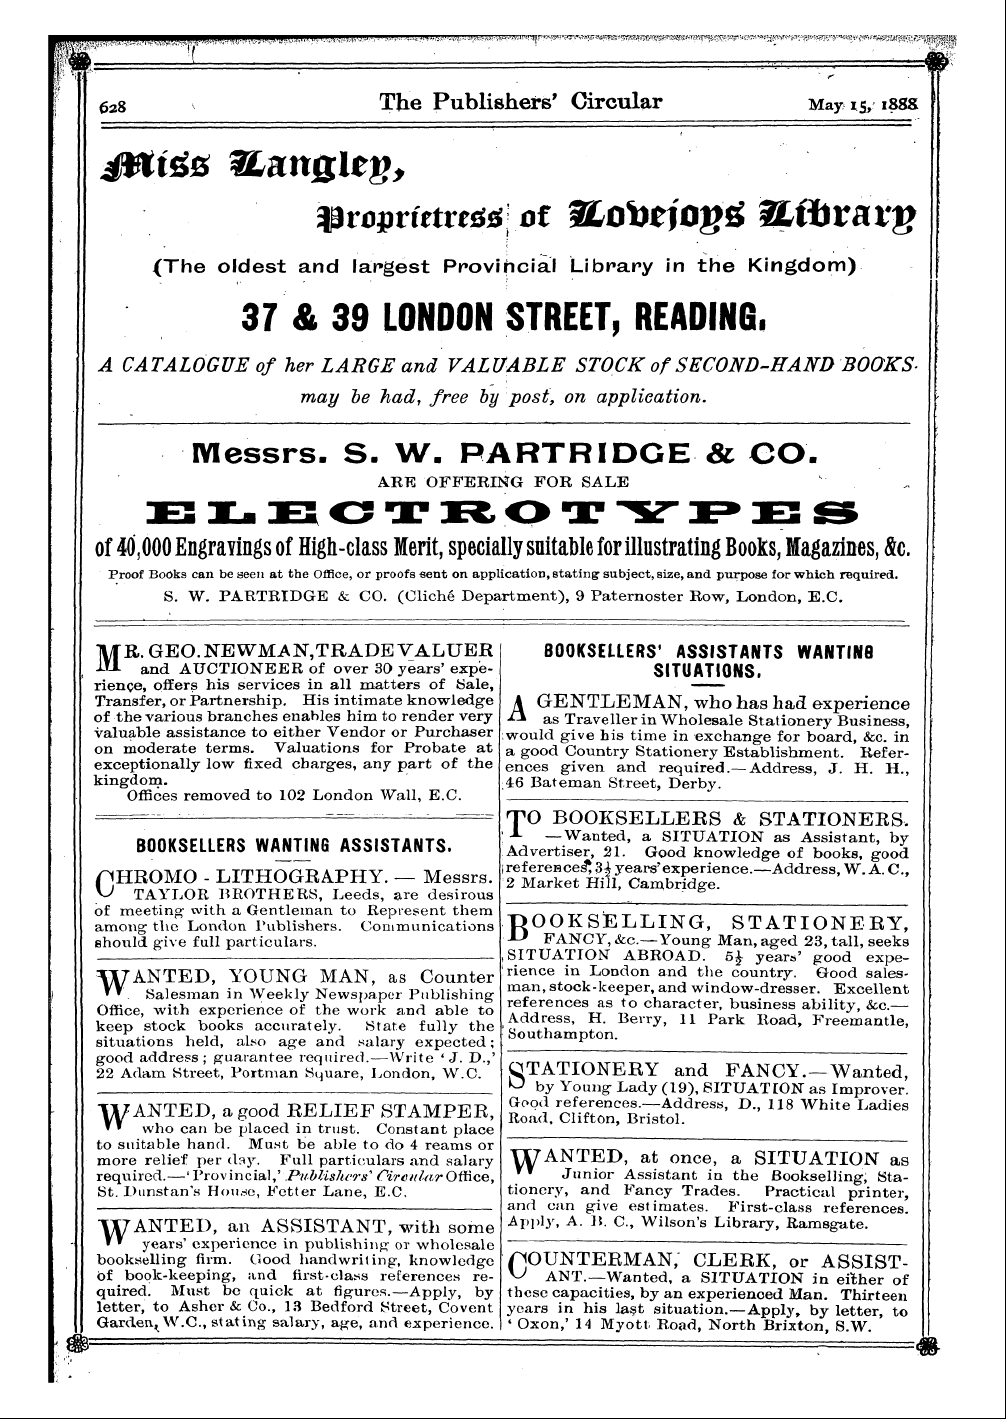 628
The Publishers' Circular
May 15, 1888
Miss Langley,
Proprietress of Lovejoys Library
(The oldest and largest Provincial Library in the Kingdom)
37 & 39 LONDON STREET, READING.
A CATALOGUE of her LARGE and VALUABLE STOCK of SECOND-HAND BOOKS
may be had, free by post, on application.
Messrs. S. W. PARTRIDGE & CO.
ARE OFFERING FOR SALE
ELECTROTYPES
of 40,000 Engravings of High-class Merit, specially suitable for illustrating Books, Magazines, &c.
Proof Books can be seen at the Office, or proofs sent on application, stating subject, size, and purpose for which required.
S. W. PARTRIDGE & CO. (Cliché Department), 9 Paternoster Row, London, E.C.
MR. GEO. NEWMAN, TRADE VALUER
and AUCTIONEER of over 30 years' expe-
rience, offers his services in all matters of Sale,
Transfer, or Partnership. His intimate knowledge
of the various branches enables him to render very
valuable assistance to either Vendor or Purchaser
on moderate terms. Valuations for Probate at
exceptionally low fixed charges, any part of the
kingdom.
Offices removed to 102 London Wall, E.C.
BOOKSELLERS WANTING ASSISTANTS.
CHROMO-LITHOGRAPHY. — Messrs.
TAYLOR BROTHERS, Leeds, are desirous
of meeting with a Gentleman to Represent them
among the London Publishers. Communications
should give full particulars.
WANTED, YOUNG MAN, as Counter
Salesman in Weekly Newspaper Publishing
Office, with experience of the work and able to
keep stock books accurately. State fully the
situations held, also age and salary expected;
good address; guarantee required.—Write 'J. D.,'
22 Adam Street, Portman Square, London, W.C.
WANTED, a good RELIEF STAMPER,
who can be placed in trust. Constant place
to suitable hand. Must be able to do 4 reams or
more relief per day. Full particulars and salary
required.—'Provincial,' Publishers' Circular Office,
St. Dunstan's House, Fetter Lane, E.C.
WANTED, an ASSISTANT, with some
years' experience in publishing or wholesale
bookselling firm. Good handwriting, knowledge
of book-keeping, and first-class references re-
quired. Must be quick at figures.—Apply, by
letter, to Asher & Co., 13 Bedford Street, Covent
Garden, W.C., stating salary, age, and experience.
BOOKSELLERS' ASSISTANTS WANTING
SITUATIONS.
A GENTLEMAN, who has had experience
as Traveller in Wholesale Stationery Business,
would give his time in exchange for board, &c. in
a good Country Stationery Establishment. Refer-
ences given and required.—Address, J. H. H.,
46 Bateman Street, Derby.
TO BOOKSELLERS & STATIONERS.
—Wanted, a SITUATION as Assistant, by
Advertiser, 21. Good knowledge of books, good
references, 3½ years' experience.—Address, W. A. C.,
2 Market Hill, Cambridge.
BOOKSELLING, STATIONERY,
FANCY, &c.—Young Man, aged 23, tall, seeks
SITUATION ABROAD. 5½ years' good expe-
rience in London and the country. Good sales-
man, stock-keeper, and window-dresser. Excellent
references as to character, business ability, &c.—
Address, H. Berry, 11 Park Road, Freemantle,
Southampton.
STATIONERY and FANCY.—Wanted,
by Young Lady (19), SITUATION as Improver.
Good references.—Address, D., 118 White Ladies
Road, Clifton, Bristol.
WANTED, at once, a SITUATION as
Junior Assistant in the Bookselling, Sta-
tionery, and Fancy Trades. Practical printer,
and can give estimates. First-class references.
Apply, A. B. C., Wilson's Library, Ramsgate.
COUNTERMAN, CLERK, or ASSIST-
ANT.—Wanted, a SITUATION in either of
these capacities, by an experienced Man. Thirteen
years in his last situation.—Apply, by letter, to
'Oxon,' 14 Myott Road, North Brixton, S.W.